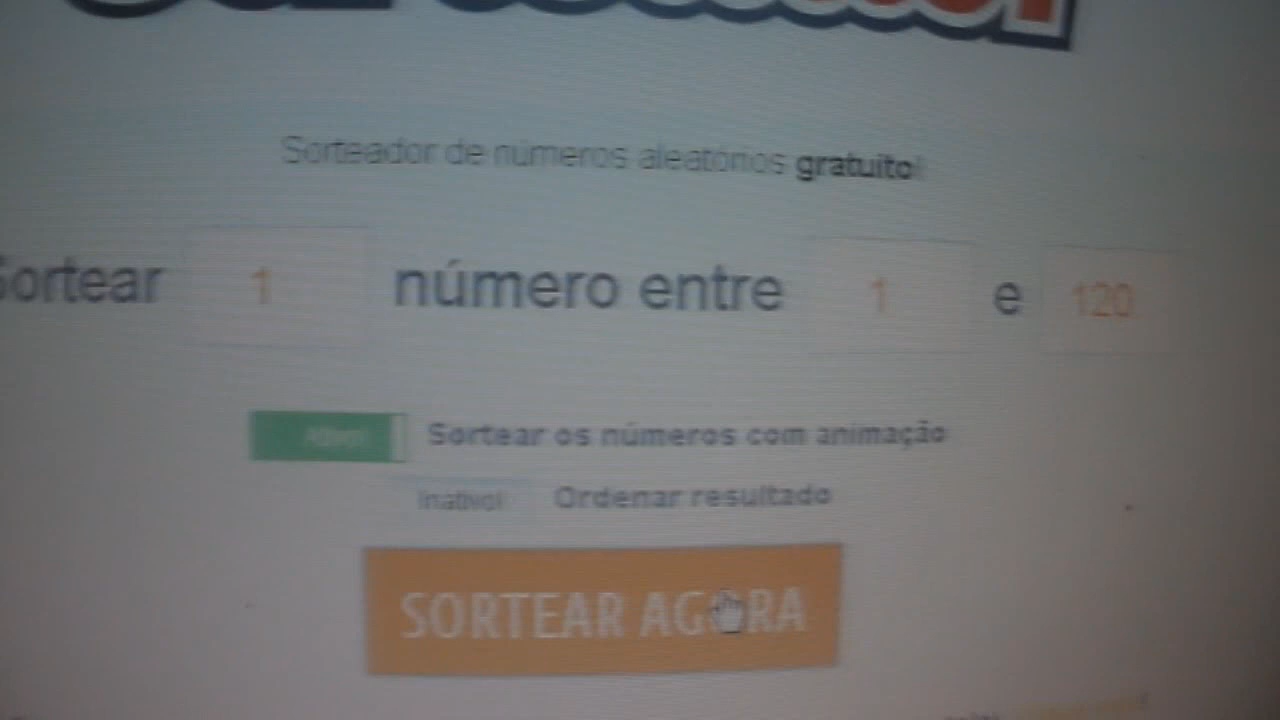 Sorteador de números aleatórios gratuito!
Sortear 1 número entre 1 e 120
Ativo! Sortear os números com animação
Inativo! Ordenar resultado
SORTEAR AGORA